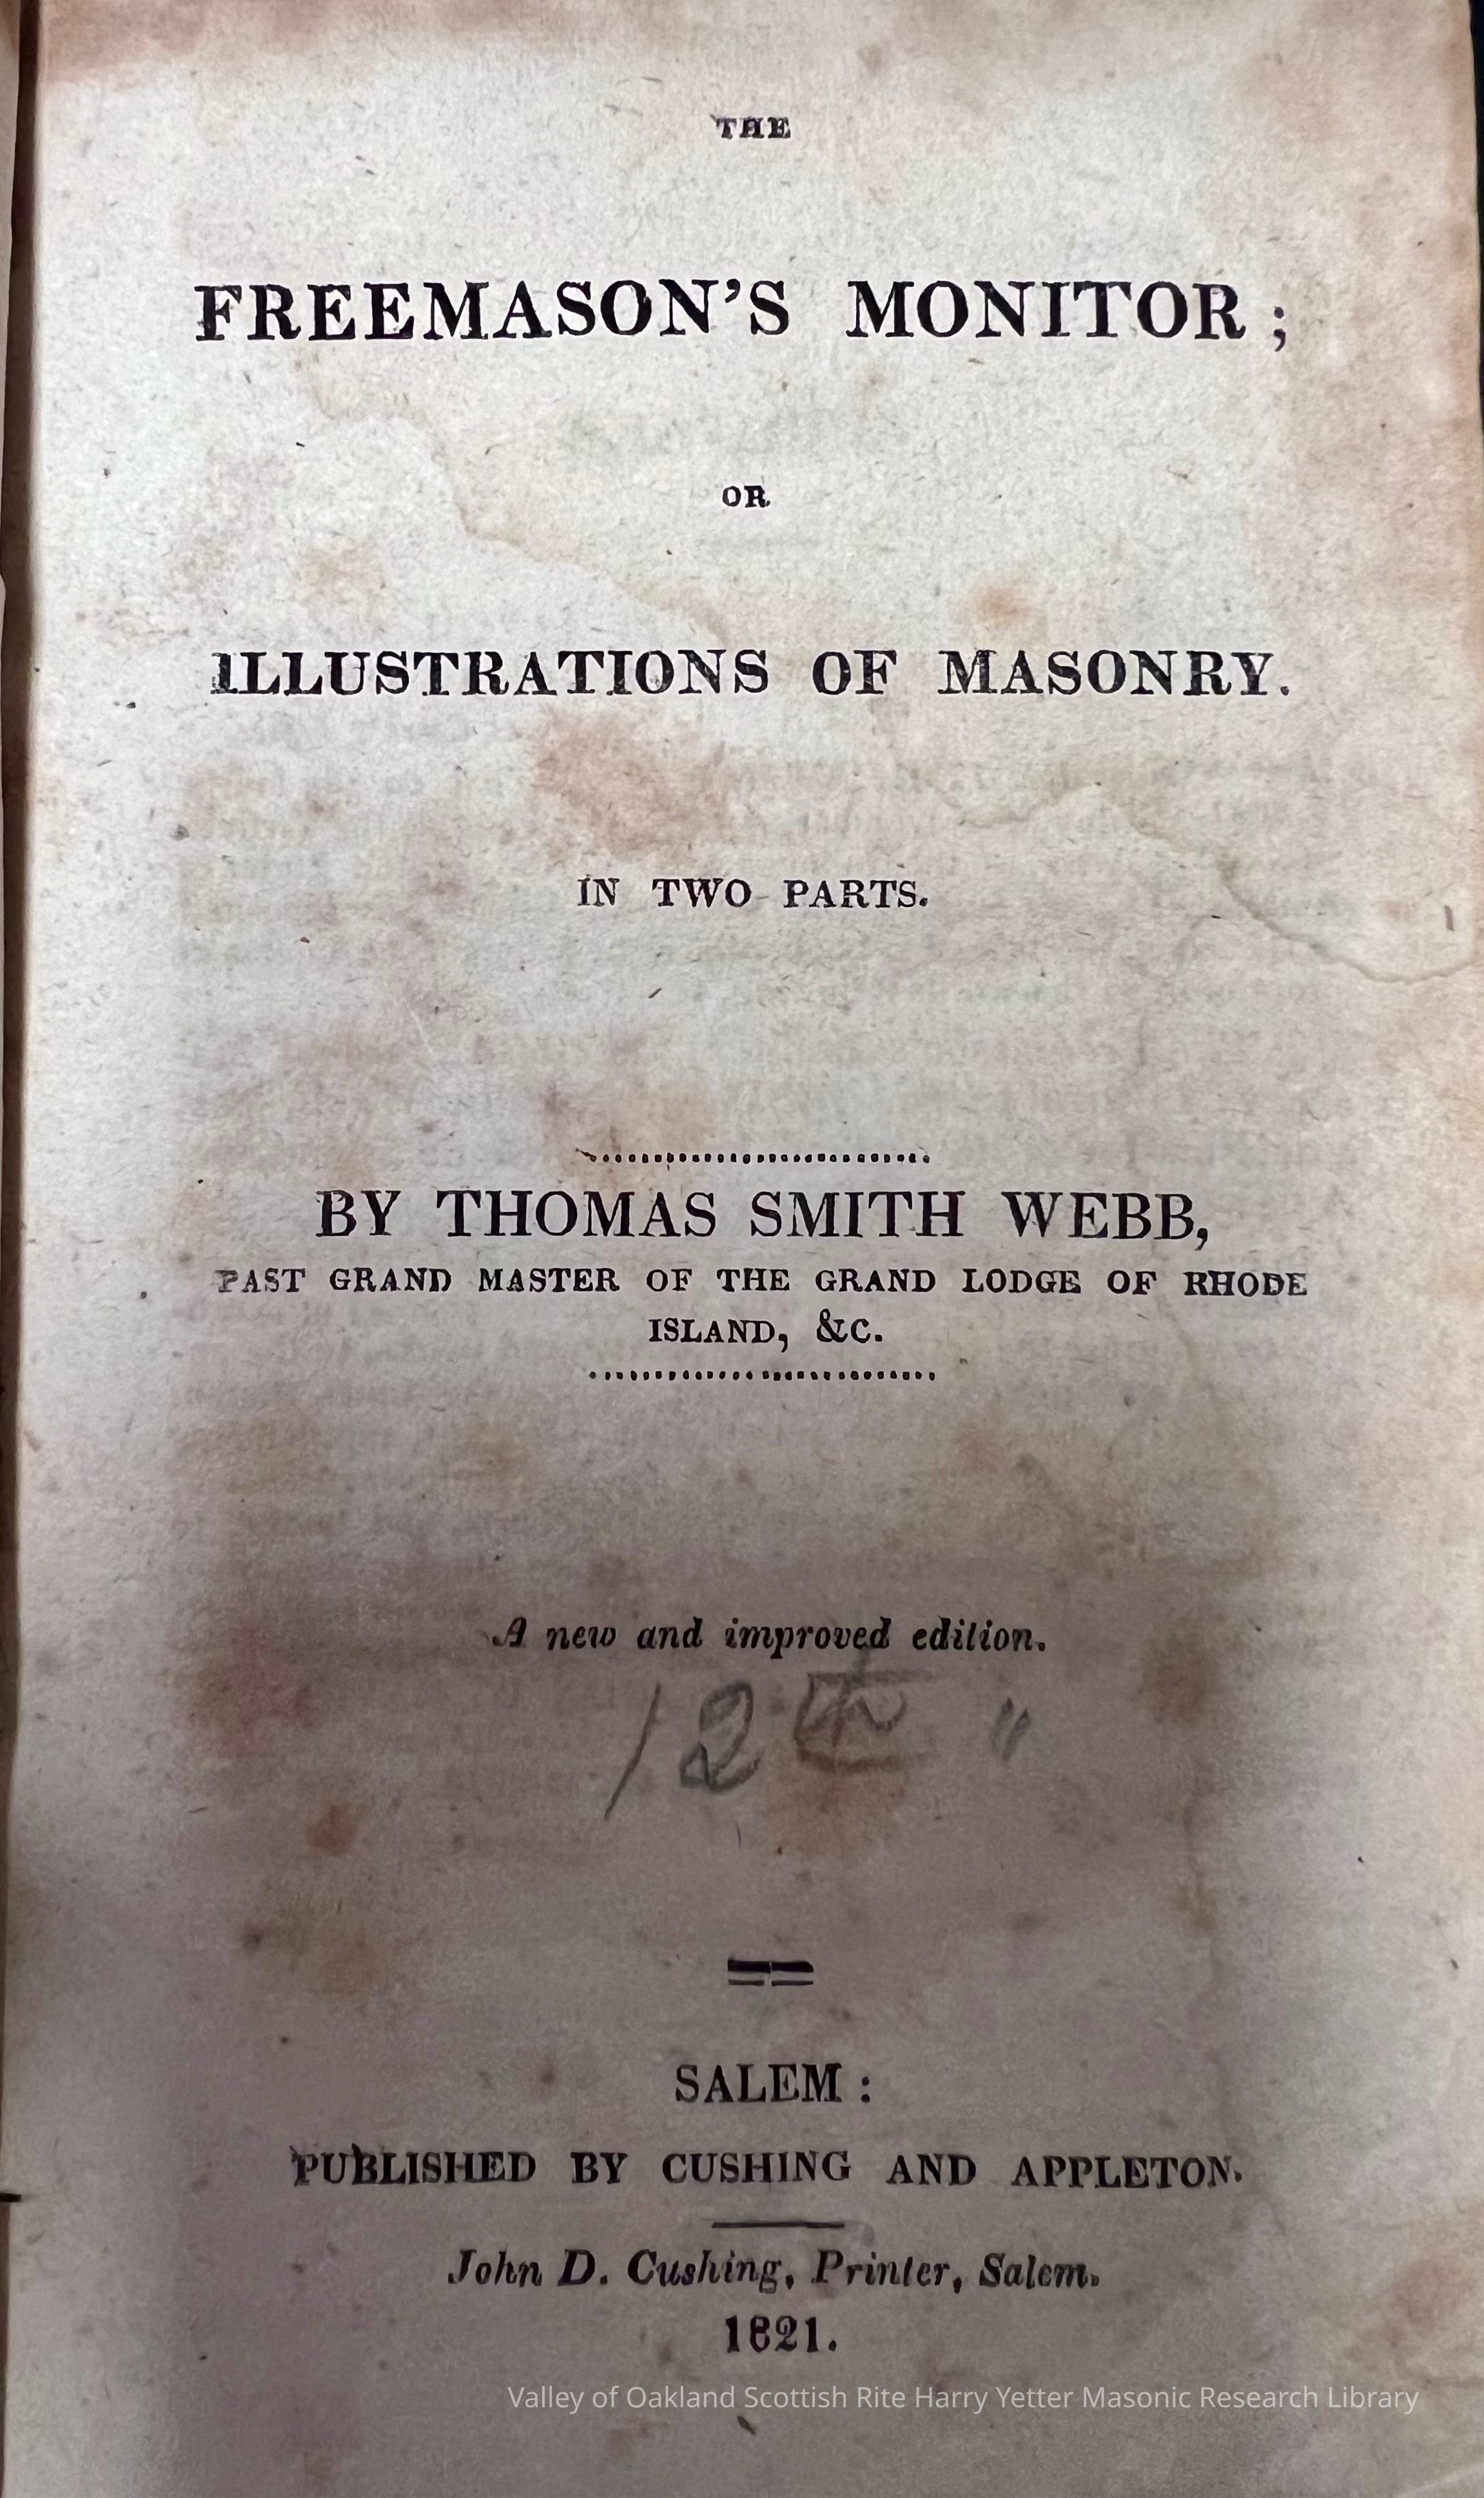 THE
FREEMASON'S MONITOR;
OR
ILLUSTRATIONS OF MASONRY.
IN TWO PARTS.
BY THOMAS SMITH WEBB,
PAST GRAND MASTER OF THE GRAND LODGE OF RHODE
ISLAND, &C.
A new and improved edition.
12th "
SALEM:
PUBLISHED BY CUSHING AND APPLETON.
John D. Cushing, Printer, Salem.
1821.
Valley of Oakland Scottish Rite Harry Yetter Masonic Research Library